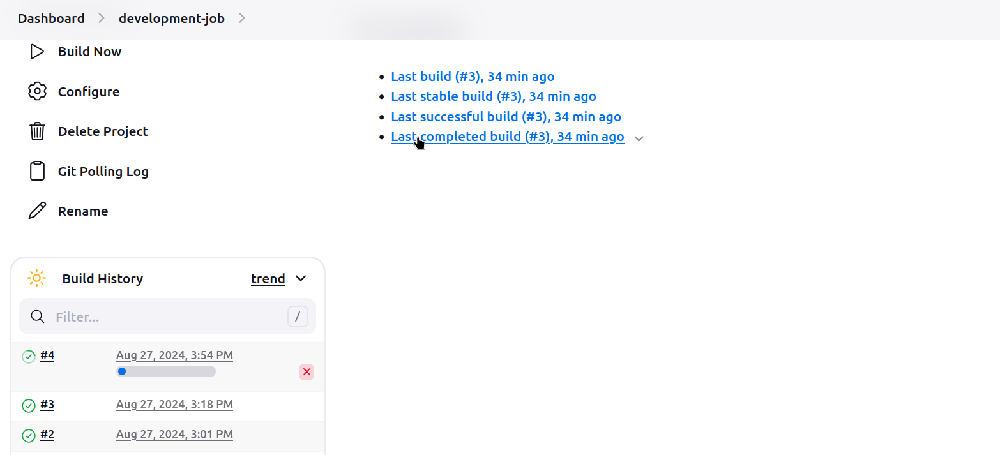 Dashboard
development-job
Build Now
Configure
Delete Project
Git Polling Log
Rename
Last build (#3), 34 min ago
Last stable build (#3), 34 min ago
Last successful build (#3), 34 min ago
Last completed build (#3), 34 min ago
Build History
trend
Filter...
/
#4
Aug 27, 2024, 3:54 PM
#3
Aug 27, 2024, 3:18 PM
#2
Aug 27, 2024, 3:01 PM